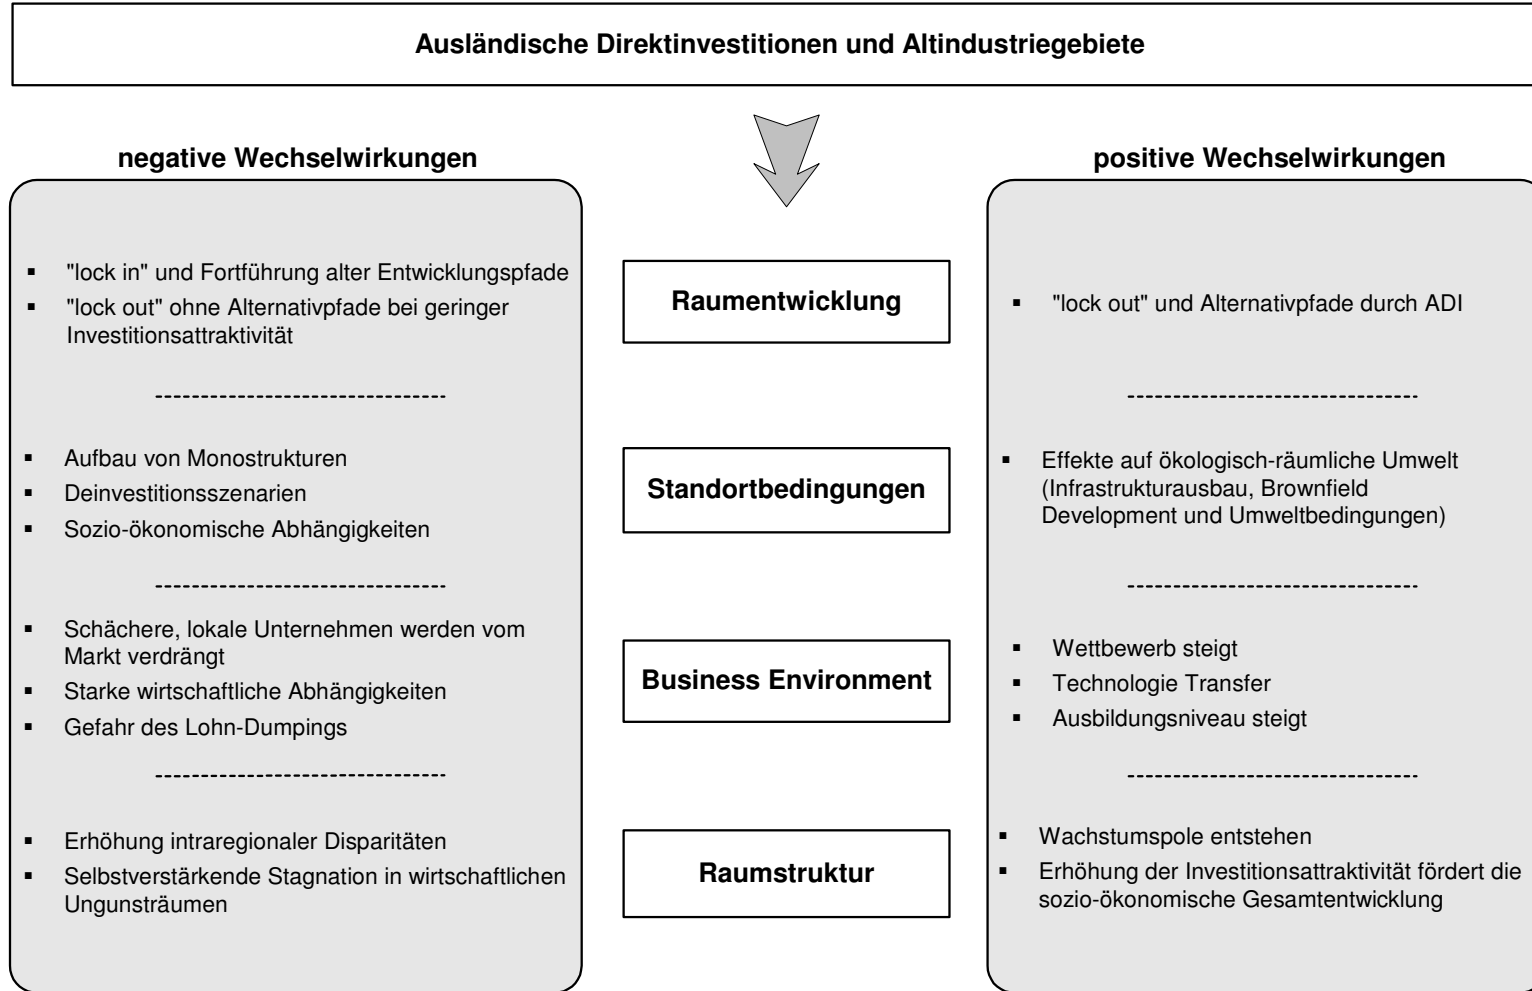 Ausländische Direktinvestitionen und Altindustriegebiete
negative Wechselwirkungen
positive Wechselwirkungen
▪ "lock in" und Fortführung alter Entwicklungspfade
▪ "lock out" ohne Alternativpfade bei geringer
Investitionsattraktivität
Raumentwicklung
▪ "lock out" und Alternativpfade durch ADI
--------------------------------
--------------------------------
▪ Aufbau von Monostrukturen
▪ Deinvestitionsszenarien
▪ Sozio-ökonomische Abhängigkeiten
Standortbedingungen
▪ Effekte auf ökologisch-räumliche Umwelt
(Infrastrukturausbau, Brownfield
Development und Umweltbedingungen)
--------------------------------
--------------------------------
▪ Schächere, lokale Unternehmen werden vom
Markt verdrängt
▪ Starke wirtschaftliche Abhängigkeiten
▪ Gefahr des Lohn-Dumpings
Business Environment
▪ Wettbewerb steigt
▪ Technologie Transfer
▪ Ausbildungsniveau steigt
--------------------------------
--------------------------------
▪ Erhöhung intraregionaler Disparitäten
▪ Selbstverstärkende Stagnation in wirtschaftlichen
Ungunsträumen
Raumstruktur
▪ Wachstumspole entstehen
▪ Erhöhung der Investitionsattraktivität fördert die
sozio-ökonomische Gesamtentwicklung